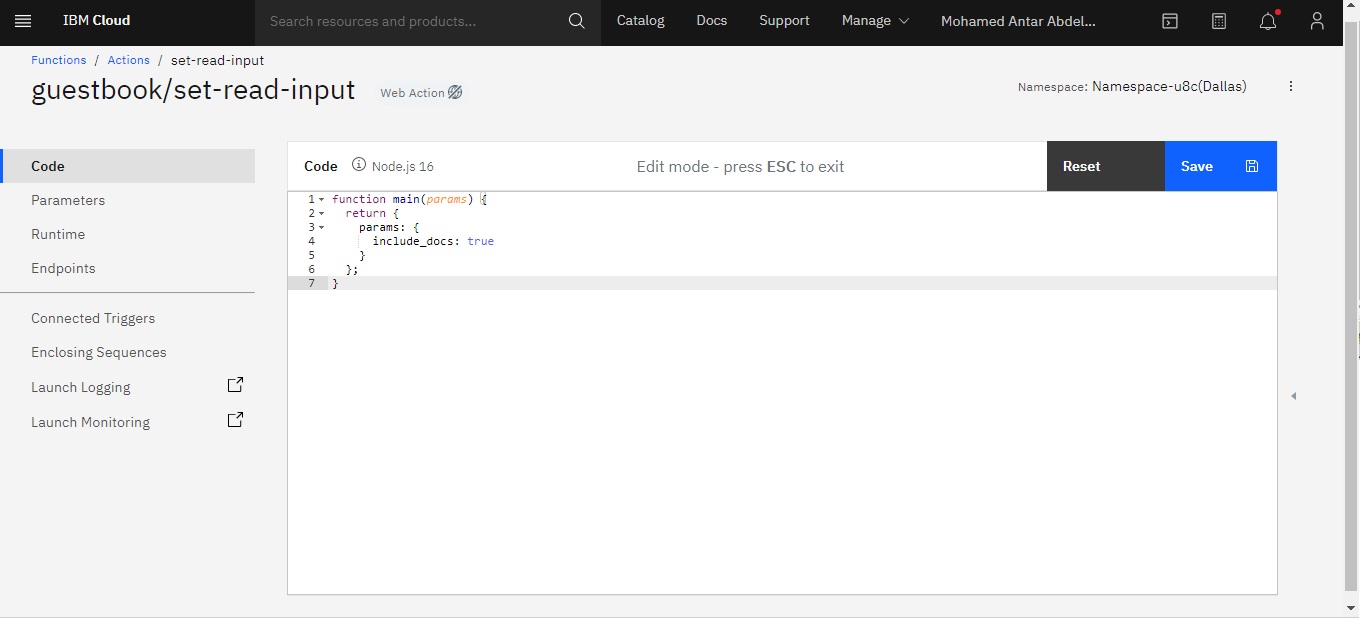 IBM Cloud
Search resources and products...
Catalog
Docs
Support
Manage
Mohamed Antar Abdel...
Functions / Actions / set-read-input
guestbook/set-read-input
Web Action
Namespace: Namespace-u8c(Dallas)
Code
Parameters
Runtime
Endpoints
Connected Triggers
Enclosing Sequences
Launch Logging
Launch Monitoring
Code
Node.js 16
Edit mode - press ESC to exit
Reset
Save
1 function main(params) {
2   return {
3     params: {
4       include_docs: true
5     }
6   };
7 }